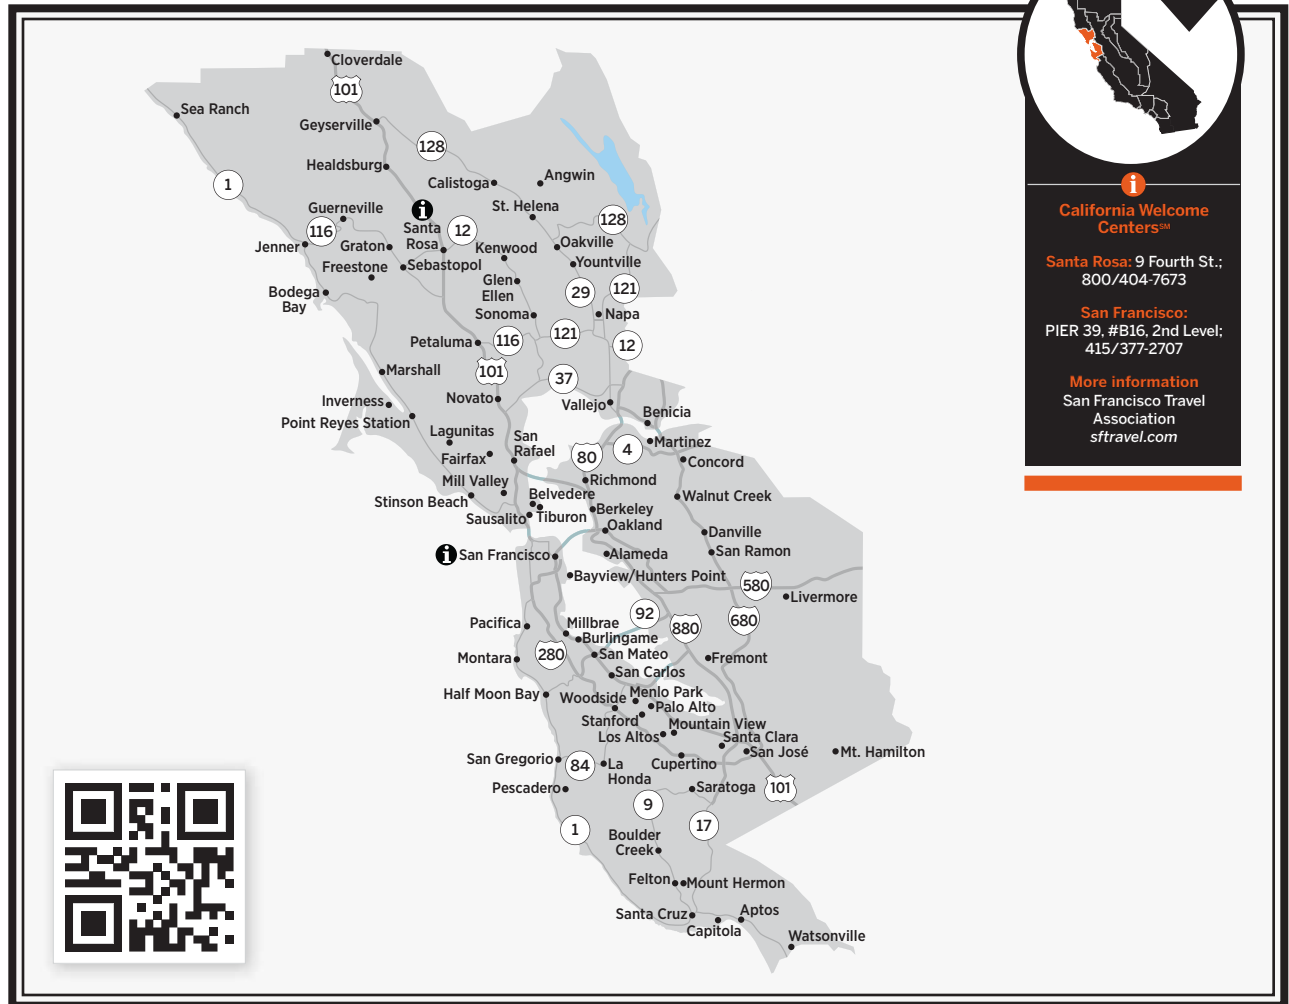 Cloverdale
101
Sea Ranch
Geyserville
128
Healdsburg
1
Calistoga
Angwin
Guerneville
St. Helena
128
116
Santa
Rosa
12
Jenner
Graton
Kenwood
Oakville
Freestone
Sebastopol
Yountville
Glen
Ellen
29
121
Bodega
Bay
Sonoma
Napa
Petaluma
116
121
12
101
Marshall
37
Inverness
Novato
Vallejo
Benicia
Point Reyes Station
Lagunitas
San
Rafael
Martinez
4
80
Fairfax
Concord
Mill Valley
Richmond
Stinson Beach
Belvedere
Walnut Creek
Sausalito
Tiburon
Berkeley
Oakland
Danville
San Francisco
Alameda
San Ramon
Bayview/Hunters Point
580
Livermore
92
680
880
Pacifica
Millbrae
Burlingame
280
San Mateo
Montara
Fremont
San Carlos
Half Moon Bay
Woodside
Menlo Park
Palo Alto
Stanford
Mountain View
Los Altos
Santa Clara
San José
Mt. Hamilton
San Gregorio
84
La
Honda
Cupertino
Pescadero
Saratoga
101
9
1
17
Boulder
Creek
Felton
Mount Hermon
Santa Cruz
Aptos
Capitola
Watsonville
i
California Welcome
Centers℠
Santa Rosa: 9 Fourth St.;
800/404-7673
San Francisco:
PIER 39, #B16, 2nd Level;
415/377-2707
More information
San Francisco Travel
Association
sftravel.com